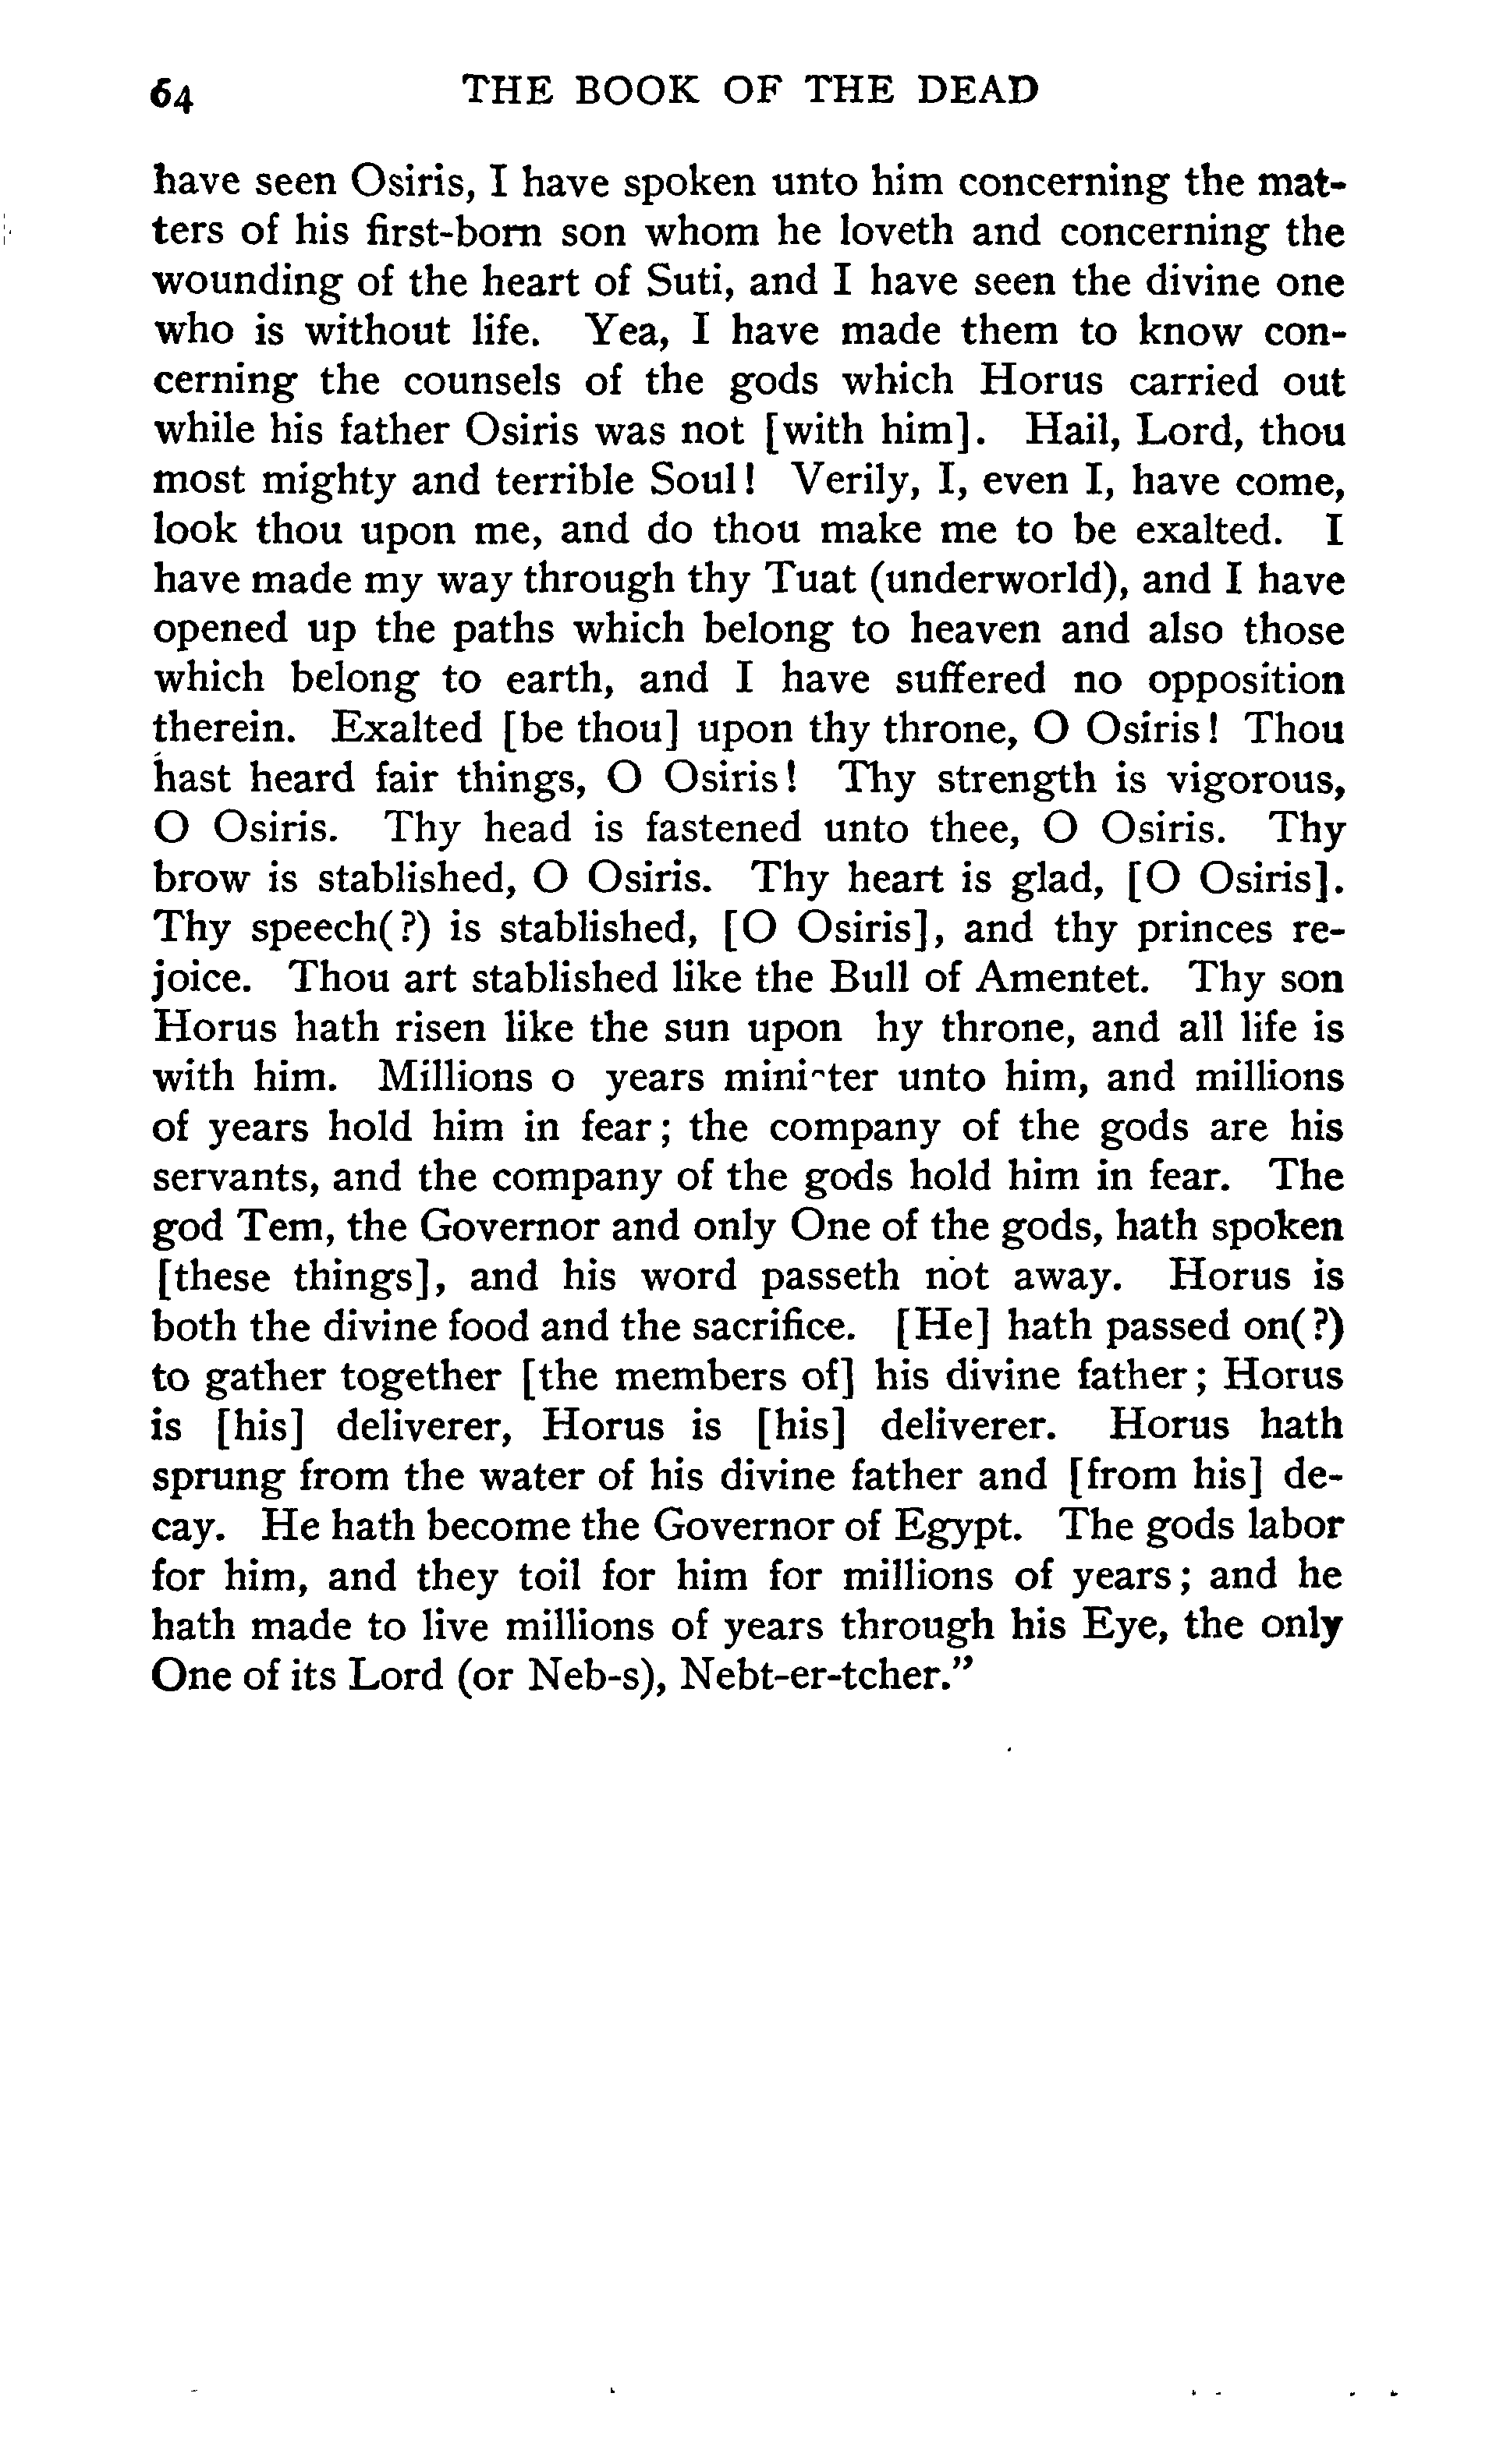 64 THE BOOK OF THE DEAD
have seen Osiris, I have spoken unto him concerning the mat-
ters of his first-born son whom he loveth and concerning the
wounding of the heart of Suti, and I have seen the divine one
who is without life. Yea, I have made them to know con-
cerning the counsels of the gods which Horus carried out
while his father Osiris was not [with him]. Hail, Lord, thou
most mighty and terrible Soul! Verily, I, even I, have come,
look thou upon me, and do thou make me to be exalted. I
have made my way through thy Tuat (underworld), and I have
opened up the paths which belong to heaven and also those
which belong to earth, and I have suffered no opposition
therein. Exalted [be thou] upon thy throne, O Osiris! Thou
hast heard fair things, O Osiris! Thy strength is vigorous,
O Osiris. Thy head is fastened unto thee, O Osiris. Thy
brow is stablished, O Osiris. Thy heart is glad, [O Osiris].
Thy speech(?) is stablished, [O Osiris], and thy princes re-
joice. Thou art stablished like the Bull of Amentet. Thy son
Horus hath risen like the sun upon hy throne, and all life is
with him. Millions o years mini ter unto him, and millions
of years hold him in fear; the company of the gods are his
servants, and the company of the gods hold him in fear. The
god Tem, the Governor and only One of the gods, hath spoken
[these things], and his word passeth not away. Horus is
both the divine food and the sacrifice. [He] hath passed on(?)
to gather together [the members of] his divine father; Horus
is [his] deliverer, Horus is [his] deliverer. Horus hath
sprung from the water of his divine father and [from his] de-
cay. He hath become the Governor of Egypt. The gods labor
for him, and they toil for him for millions of years; and he
hath made to live millions of years through his Eye, the only
One of its Lord (or Neb-s), Nebt-er-tcher."